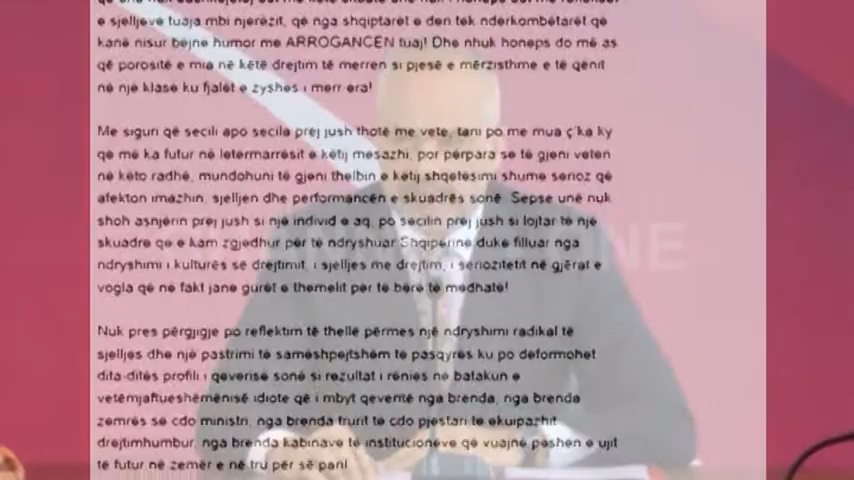 e sjelljeve tuaja mbi njerëzit, që nga shqiptarët e deri tek ndërkombëtarët që
kanë nisur bëjnë humor me ARROGANCËN tuaj! Dhe nhuk honeps do më as
që porositë e mia në këtë drejtim të merren si pjesë e mërzisthme e të qënit
në një klasë ku fjalët e zyshës i merr era!
Me siguri që secili apo secila prej jush thotë me vete, tani po me mua ç'ka ky
që më ka futur në letërmarrësit e këtij mesazhi, por përpara se të gjeni veten
në këto radhë, mundohuni të gjeni thelbin e këtij shqetësimi shumë serioz që
afekton imazhin, sjelljen dhe performancën e skuadrës sonë. Sepse unë nuk
shoh asnjërin prej jush si një individ e aq, po secilin prej jush si lojtar të një
skuadre që e kam zgjedhur për të ndryshuar Shqipërinë duke filluar nga
ndryshimi i kulturës së drejtimit, i sjelljes me drejtim, i seriozitetit në gjërat e
vogla që në fakt janë gurët e themelit për të bërë të mëdhatë!
Nuk pres përgjigje po reflektim të thellë përmes një ndryshimi radikal të
sjelljes dhe një pastrimi të samëshpejtshëm të pasqyrës ku po deformohet
dita-ditës profili i qeverisë sonë si rezultat i rënies në batakun e
vetëmjaftueshëmënisë idiote që i mbyt qeveritë nga brenda, nga brenda
zemrës së cdo ministri, nga brenda trurit të cdo pjestari të ekuipazhit
drejtimhumbur, nga brenda kabinave të institucioneve që vuajnë peshën e ujit
të futur në zemër e në tru për së pari!